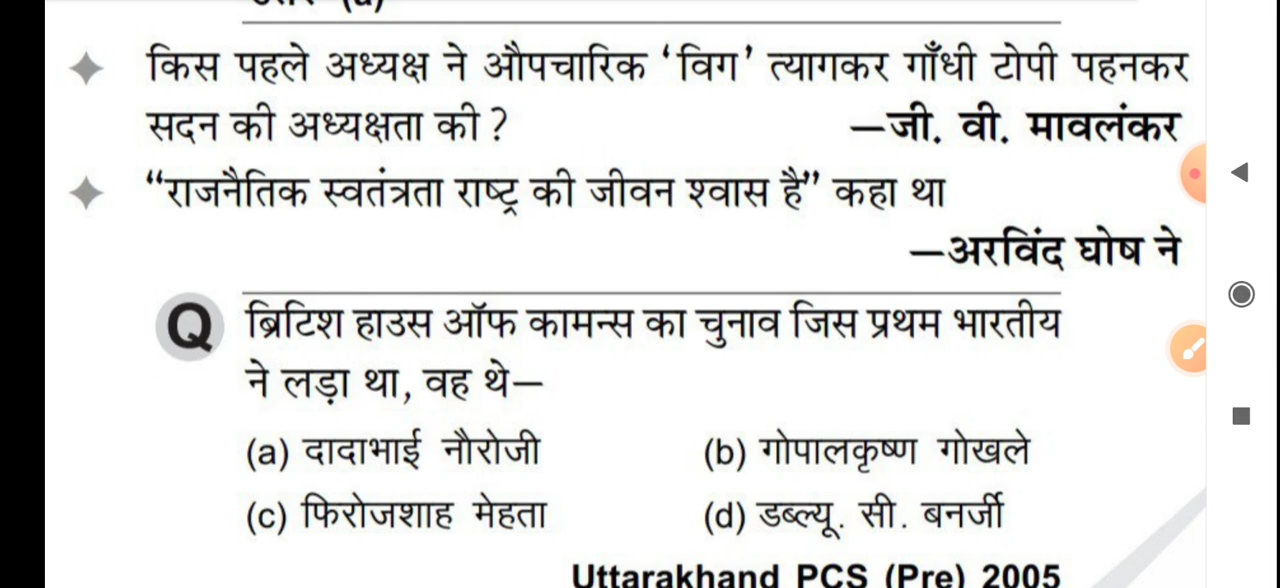 किस पहले अध्यक्ष ने औपचारिक ‘विग’ त्यागकर गाँधी टोपी पहनकर
सदन की अध्यक्षता की ? —जी. वी. मावलंकर
“राजनैतिक स्वतंत्रता राष्ट्र की जीवन श्वास है” कहा था
—अरविंद घोष ने
Q ब्रिटिश हाउस ऑफ कामन्स का चुनाव जिस प्रथम भारतीय
ने लड़ा था, वह थे—
(a) दादाभाई नौरोजी (b) गोपालकृष्ण गोखले
(c) फिरोजशाह मेहता (d) डब्ल्यू. सी. बनर्जी
Uttarakhand PCS (Pre) 2005